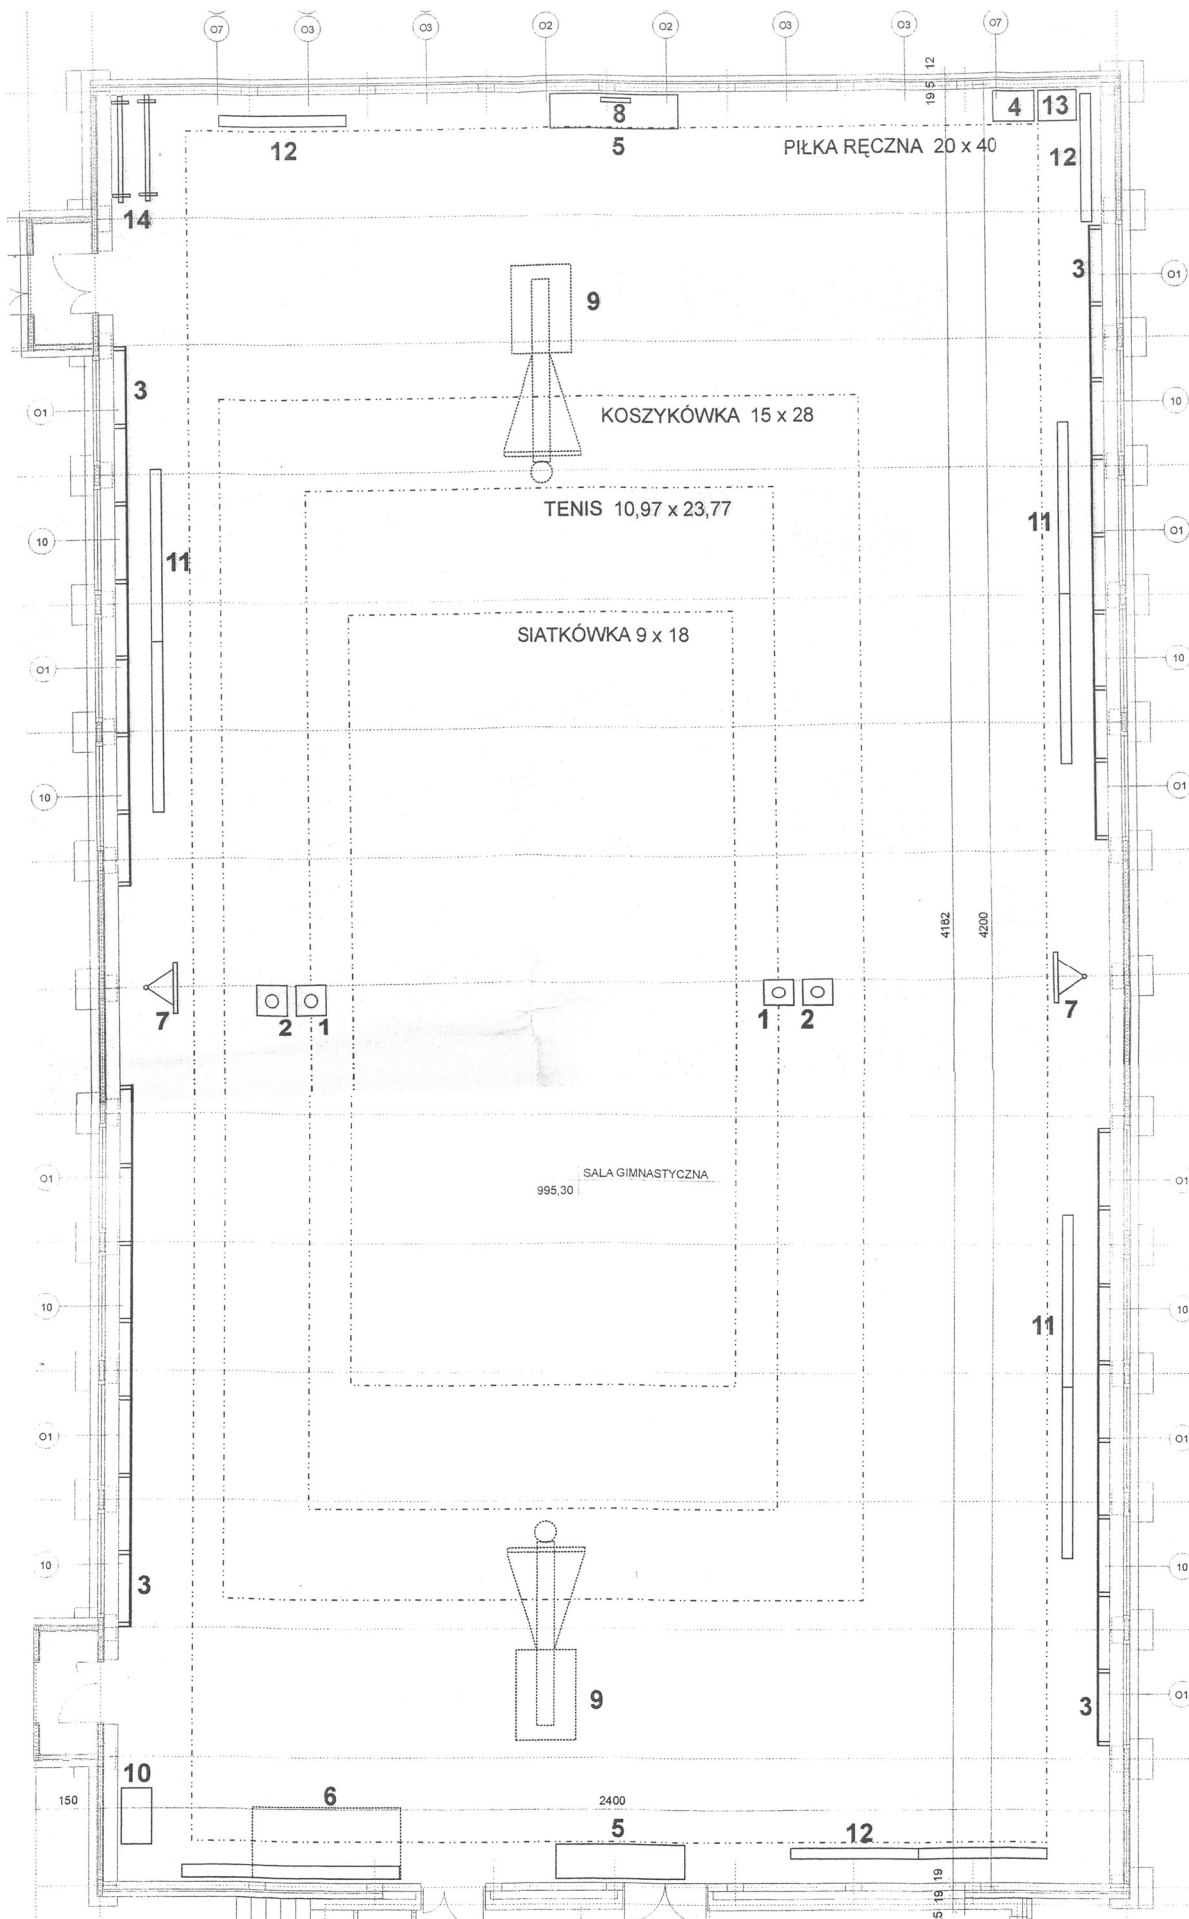 O7 O3 O3 O2 O2 O3 O3 O7
12
19 5
8
5
12
4
13
PIŁKA RĘCZNA 20 x 40
12
14
3
O1
9
3
O1
KOSZYKÓWKA 15 x 28
10
TENIS 10,97 x 23,77
11
O1
10
11
SIATKÓWKA 9 x 18
O1
10
10
O1
4182
4200
7
2
1
1
2
7
SALA GIMNASTYCZNA
995,30
O1
O1
10
10
11
O1
O1
10
10
3
9
3
O1
10
150
6
2400
5
12
19
19
5